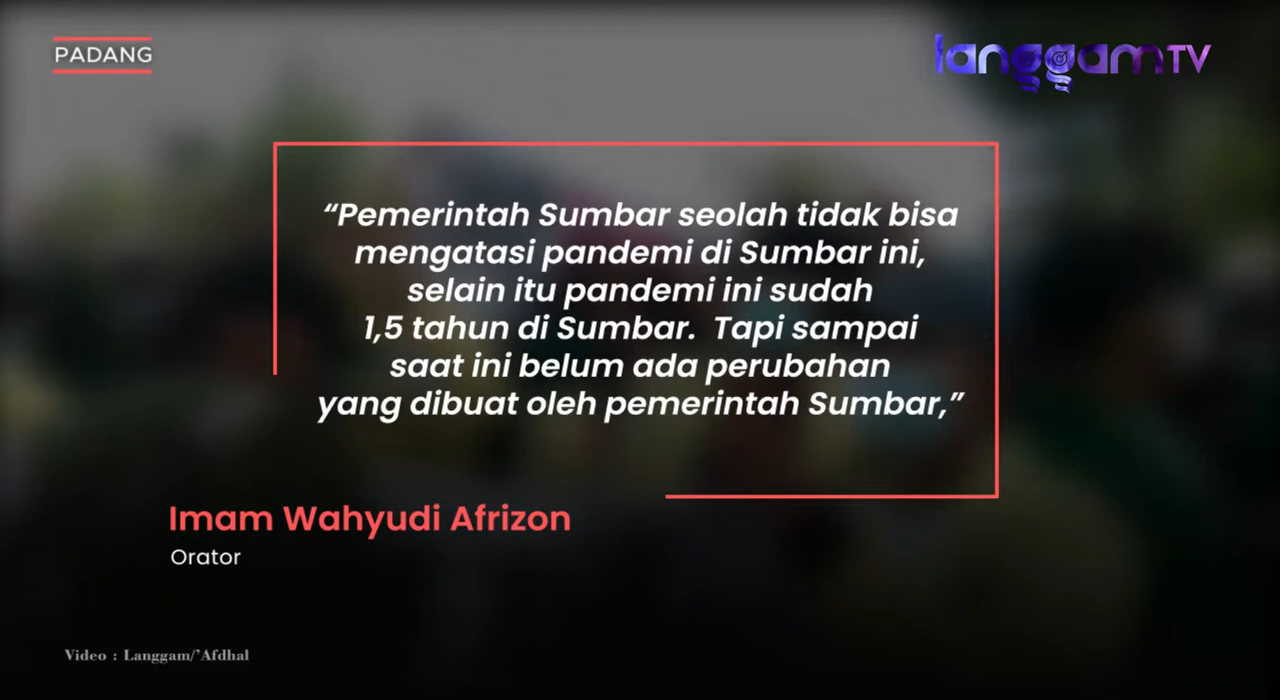 PADANG
langgamTV
“Pemerintah Sumbar seolah tidak bisa
mengatasi pandemi di Sumbar ini,
selain itu pandemi ini sudah
1,5 tahun di Sumbar.  Tapi sampai
saat ini belum ada perubahan
yang dibuat oleh pemerintah Sumbar,”
Imam Wahyudi Afrizon
Orator
Video : Langgam/’Afdhal